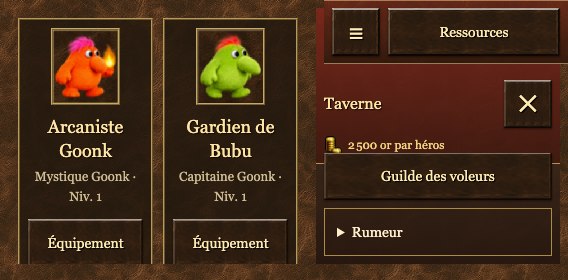 Arcaniste
Goonk
Mystique Goonk ·
Niv. 1
Équipement
Gardien de
Bubu
Capitaine Goonk ·
Niv. 1
Équipement
Ressources
Taverne
2 500 or par héros
Guilde des voleurs
Rumeur